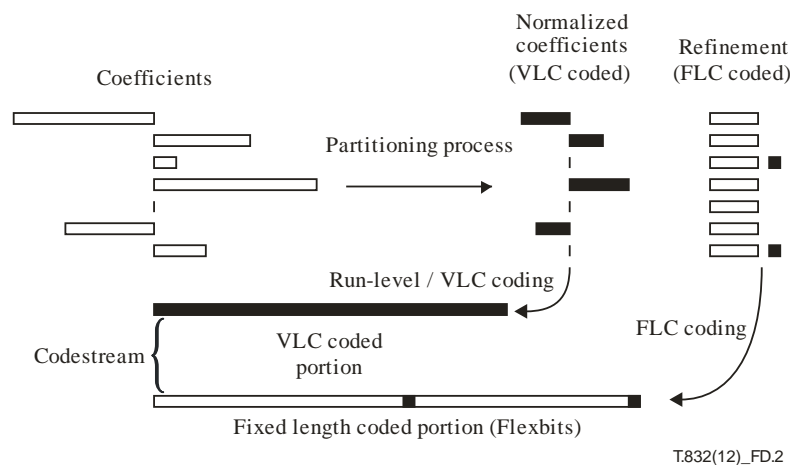 Coefficients
Normalized
coefficients
(VLC coded)
Refinement
(FLC coded)
Partitioning process
Run-level / VLC coding
FLC coding
Codestream
VLC coded
portion
Fixed length coded portion (Flexbits)
T.832(12)_FD.2